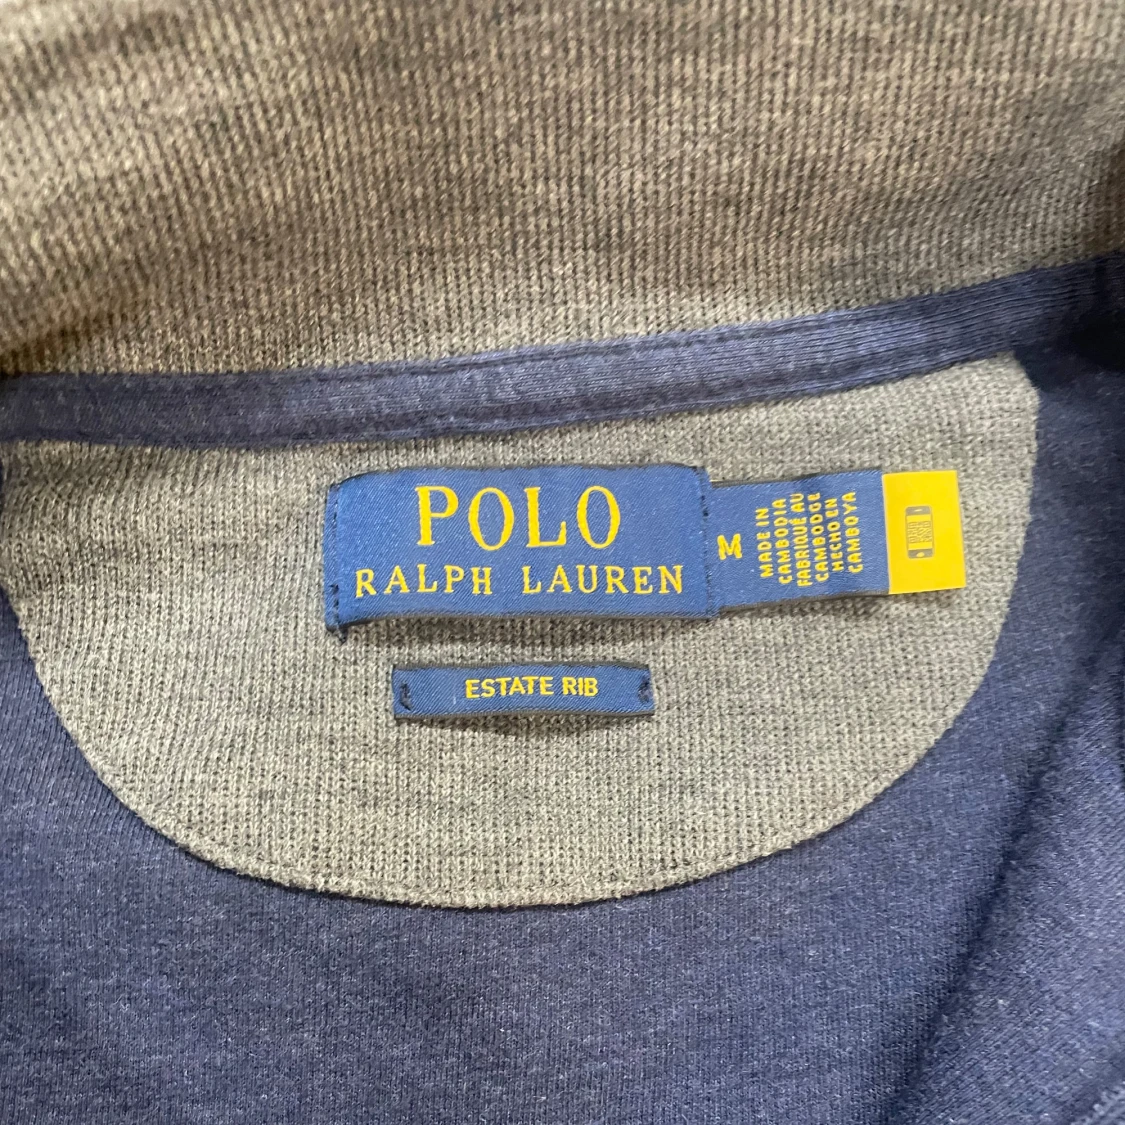 POLO
RALPH LAUREN
M
MADE IN
CAMBODIA
FABRIQUÉ AU
CAMBODGE
HECHO EN
CAMBOYA
ESTATE RIB